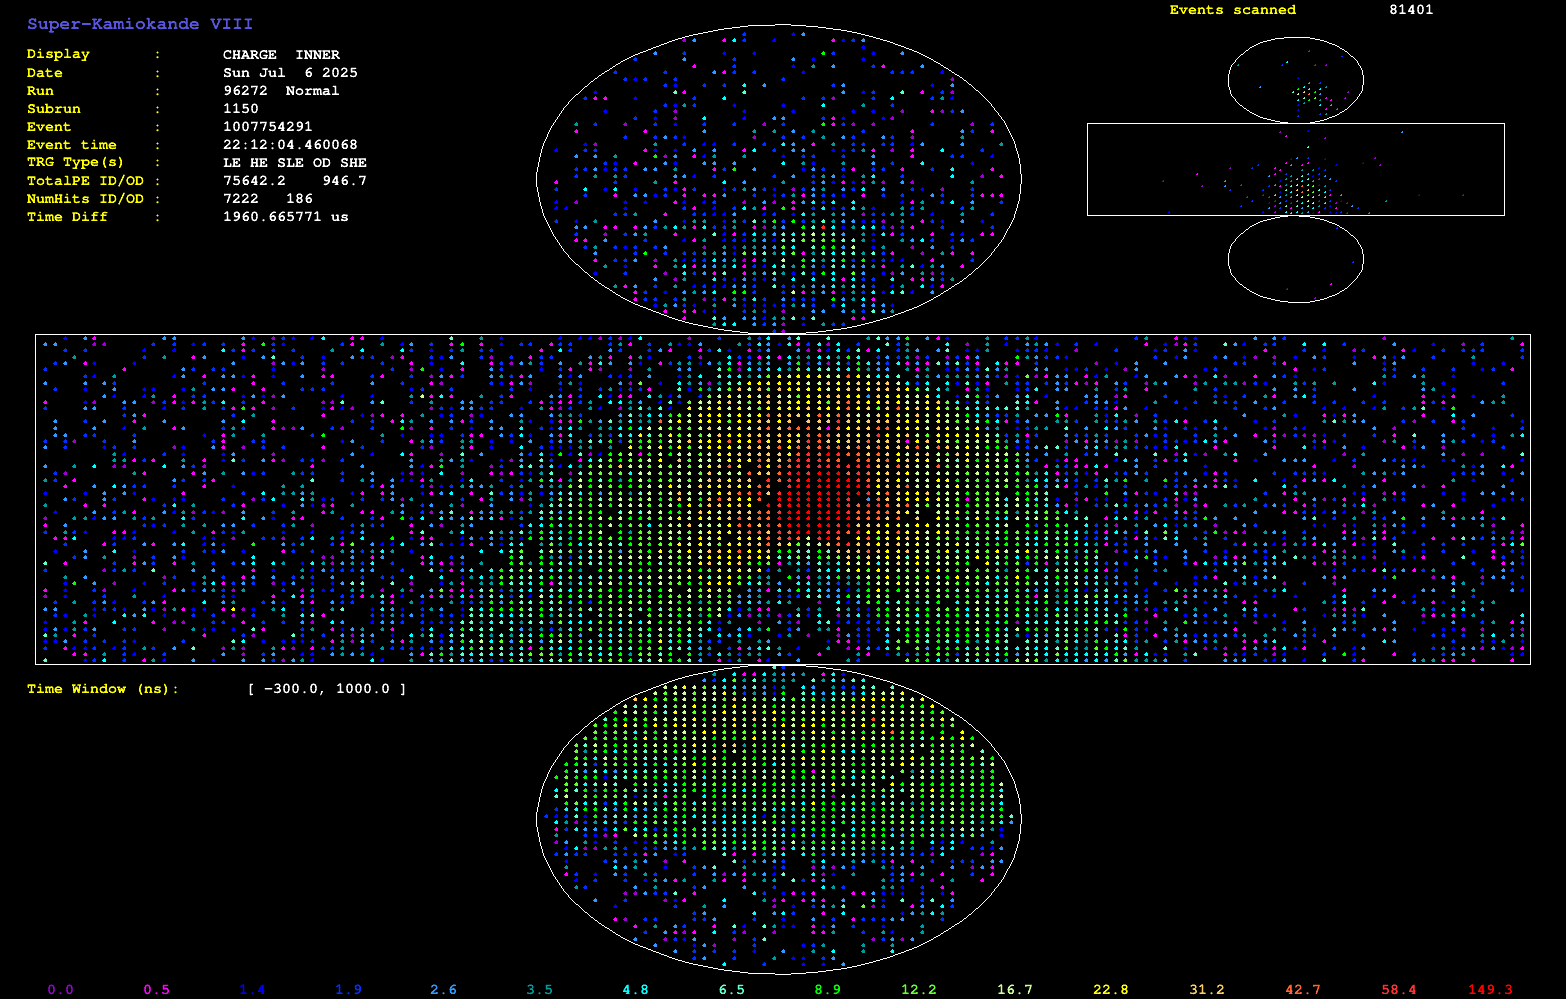 Super-Kamiokande VIII
Display : CHARGE INNER
Date : Sun Jul 6 2025
Run : 96272 Normal
Subrun : 1150
Event : 1007754291
Event time : 22:12:04.460068
TRG Type(s) : LE HE SLE OD SHE
TotalPE ID/OD : 75642.2 946.7
NumHits ID/OD : 7222 186
Time Diff : 1960.665771 us
Events scanned 81401
Time Window (ns): [ -300.0, 1000.0 ]
0.0 0.5 1.4 1.9 2.6 3.5 4.8 6.5 8.9 12.2 16.7 22.8 31.2 42.7 58.4 149.3